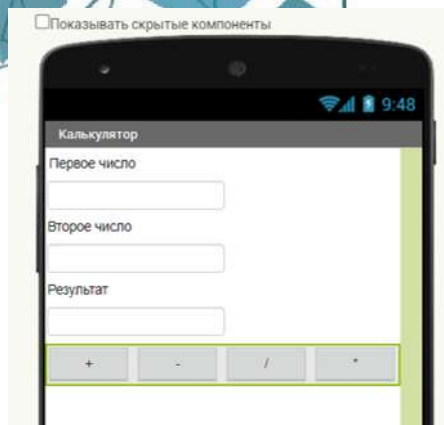 Показывать скрытые компоненты
9:48
Калькулятор
Первое число
Второе число
Результат
+ - / *